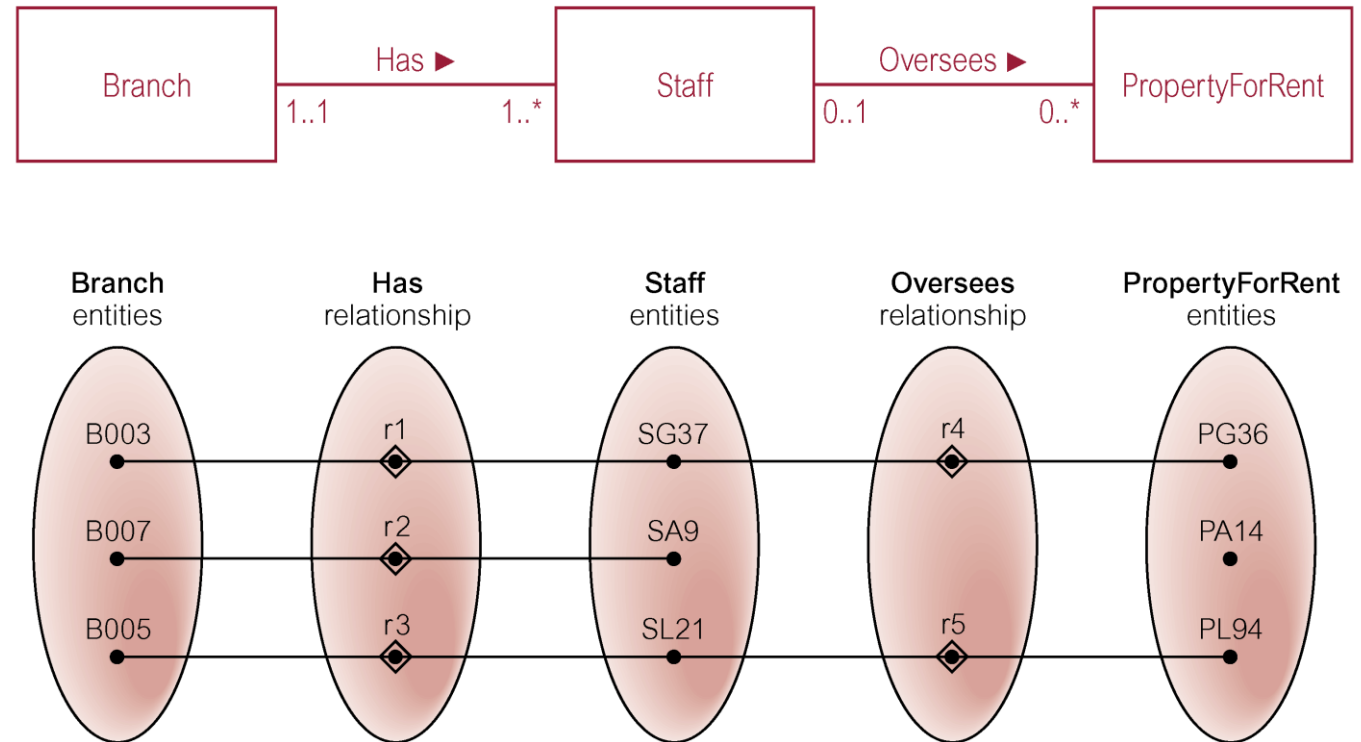 Branch
Has ►
Staff
Oversees ►
PropertyForRent
1..1
1..*
0..1
0..*
Branch
entities
Has
relationship
Staff
entities
Oversees
relationship
PropertyForRent
entities
B003
r1
SG37
r4
PG36
B007
r2
SA9
PA14
B005
r3
SL21
r5
PL94